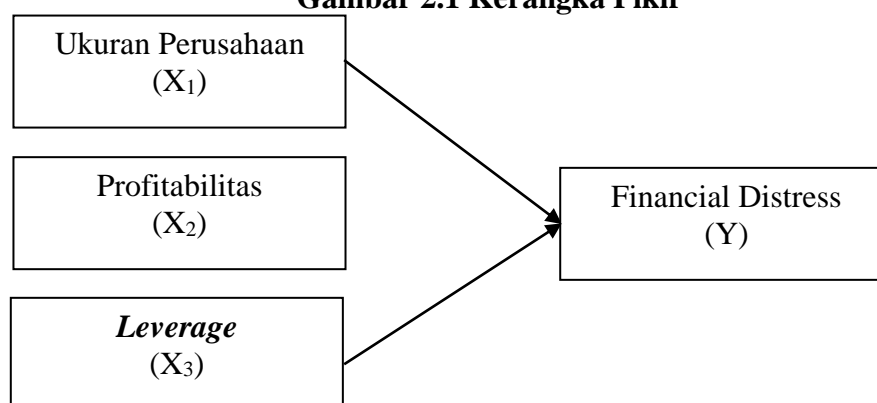 Gambar 2.1 Kerangka Pikir
Ukuran Perusahaan
(X₁)
Profitabilitas
(X₂)
Financial Distress
(Y)
Leverage
(X₃)